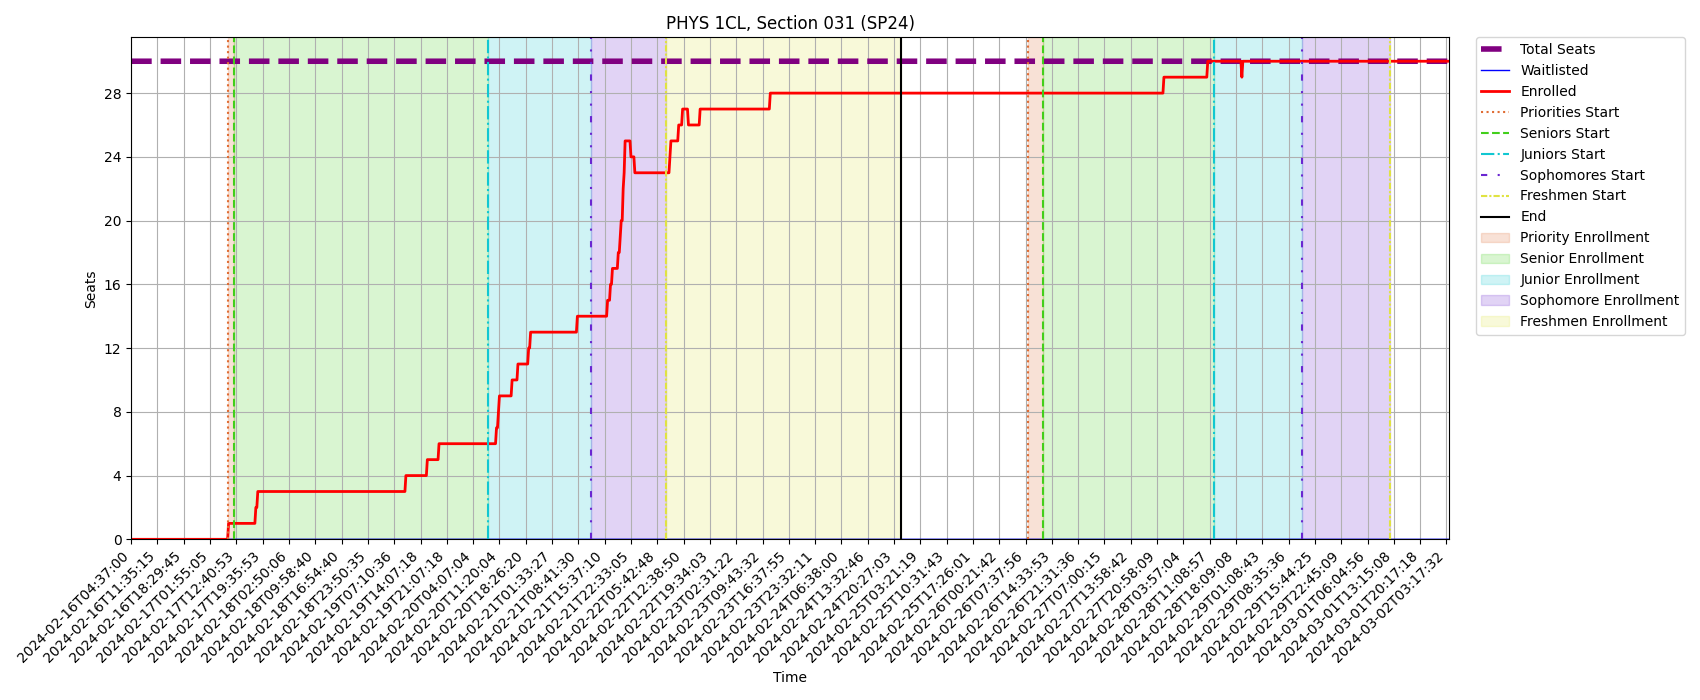 PHYS 1CL, Section 031 (SP24)
Seats
28
24
20
16
12
8
4
0
2024-02-16T04:37:00
2024-02-16T11:35:15
2024-02-16T18:29:45
2024-02-17T01:55:05
2024-02-17T12:40:53
2024-02-17T19:35:53
2024-02-18T02:50:06
2024-02-18T09:58:40
2024-02-18T16:54:40
2024-02-18T23:50:35
2024-02-19T07:10:36
2024-02-19T14:07:18
2024-02-19T21:07:18
2024-02-20T04:07:04
2024-02-20T11:20:04
2024-02-20T18:26:20
2024-02-21T01:33:27
2024-02-21T08:41:30
2024-02-21T15:37:10
2024-02-21T22:33:05
2024-02-22T05:42:48
2024-02-22T12:38:50
2024-02-22T19:34:03
2024-02-23T02:31:22
2024-02-23T09:43:32
2024-02-23T16:37:55
2024-02-23T23:32:11
2024-02-24T06:38:00
2024-02-24T13:32:46
2024-02-24T20:27:03
2024-02-25T03:21:19
2024-02-25T10:31:43
2024-02-25T17:26:01
2024-02-26T00:21:42
2024-02-26T07:37:56
2024-02-26T14:33:53
2024-02-26T21:31:36
2024-02-27T07:00:15
2024-02-27T13:58:42
2024-02-27T20:58:09
2024-02-28T03:57:04
2024-02-28T11:08:57
2024-02-28T18:09:08
2024-02-29T01:08:43
2024-02-29T08:35:36
2024-02-29T15:44:25
2024-02-29T22:45:09
2024-03-01T06:04:56
2024-03-01T13:15:08
2024-03-01T20:17:18
2024-03-02T03:17:32
Time
Total Seats
Waitlisted
Enrolled
Priorities Start
Seniors Start
Juniors Start
Sophomores Start
Freshmen Start
End
Priority Enrollment
Senior Enrollment
Junior Enrollment
Sophomore Enrollment
Freshmen Enrollment